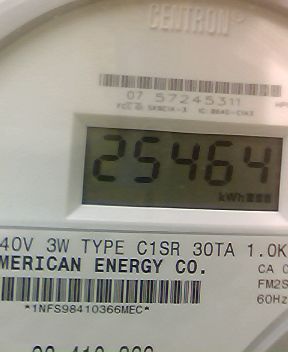 CENTRON®
07 57245311
25464
kWh
40V 3W TYPE C1SR 30TA 1.0K
MERICAN ENERGY CO.
CA 0
FM2S
60Hz
*1NFS98410366MEC*